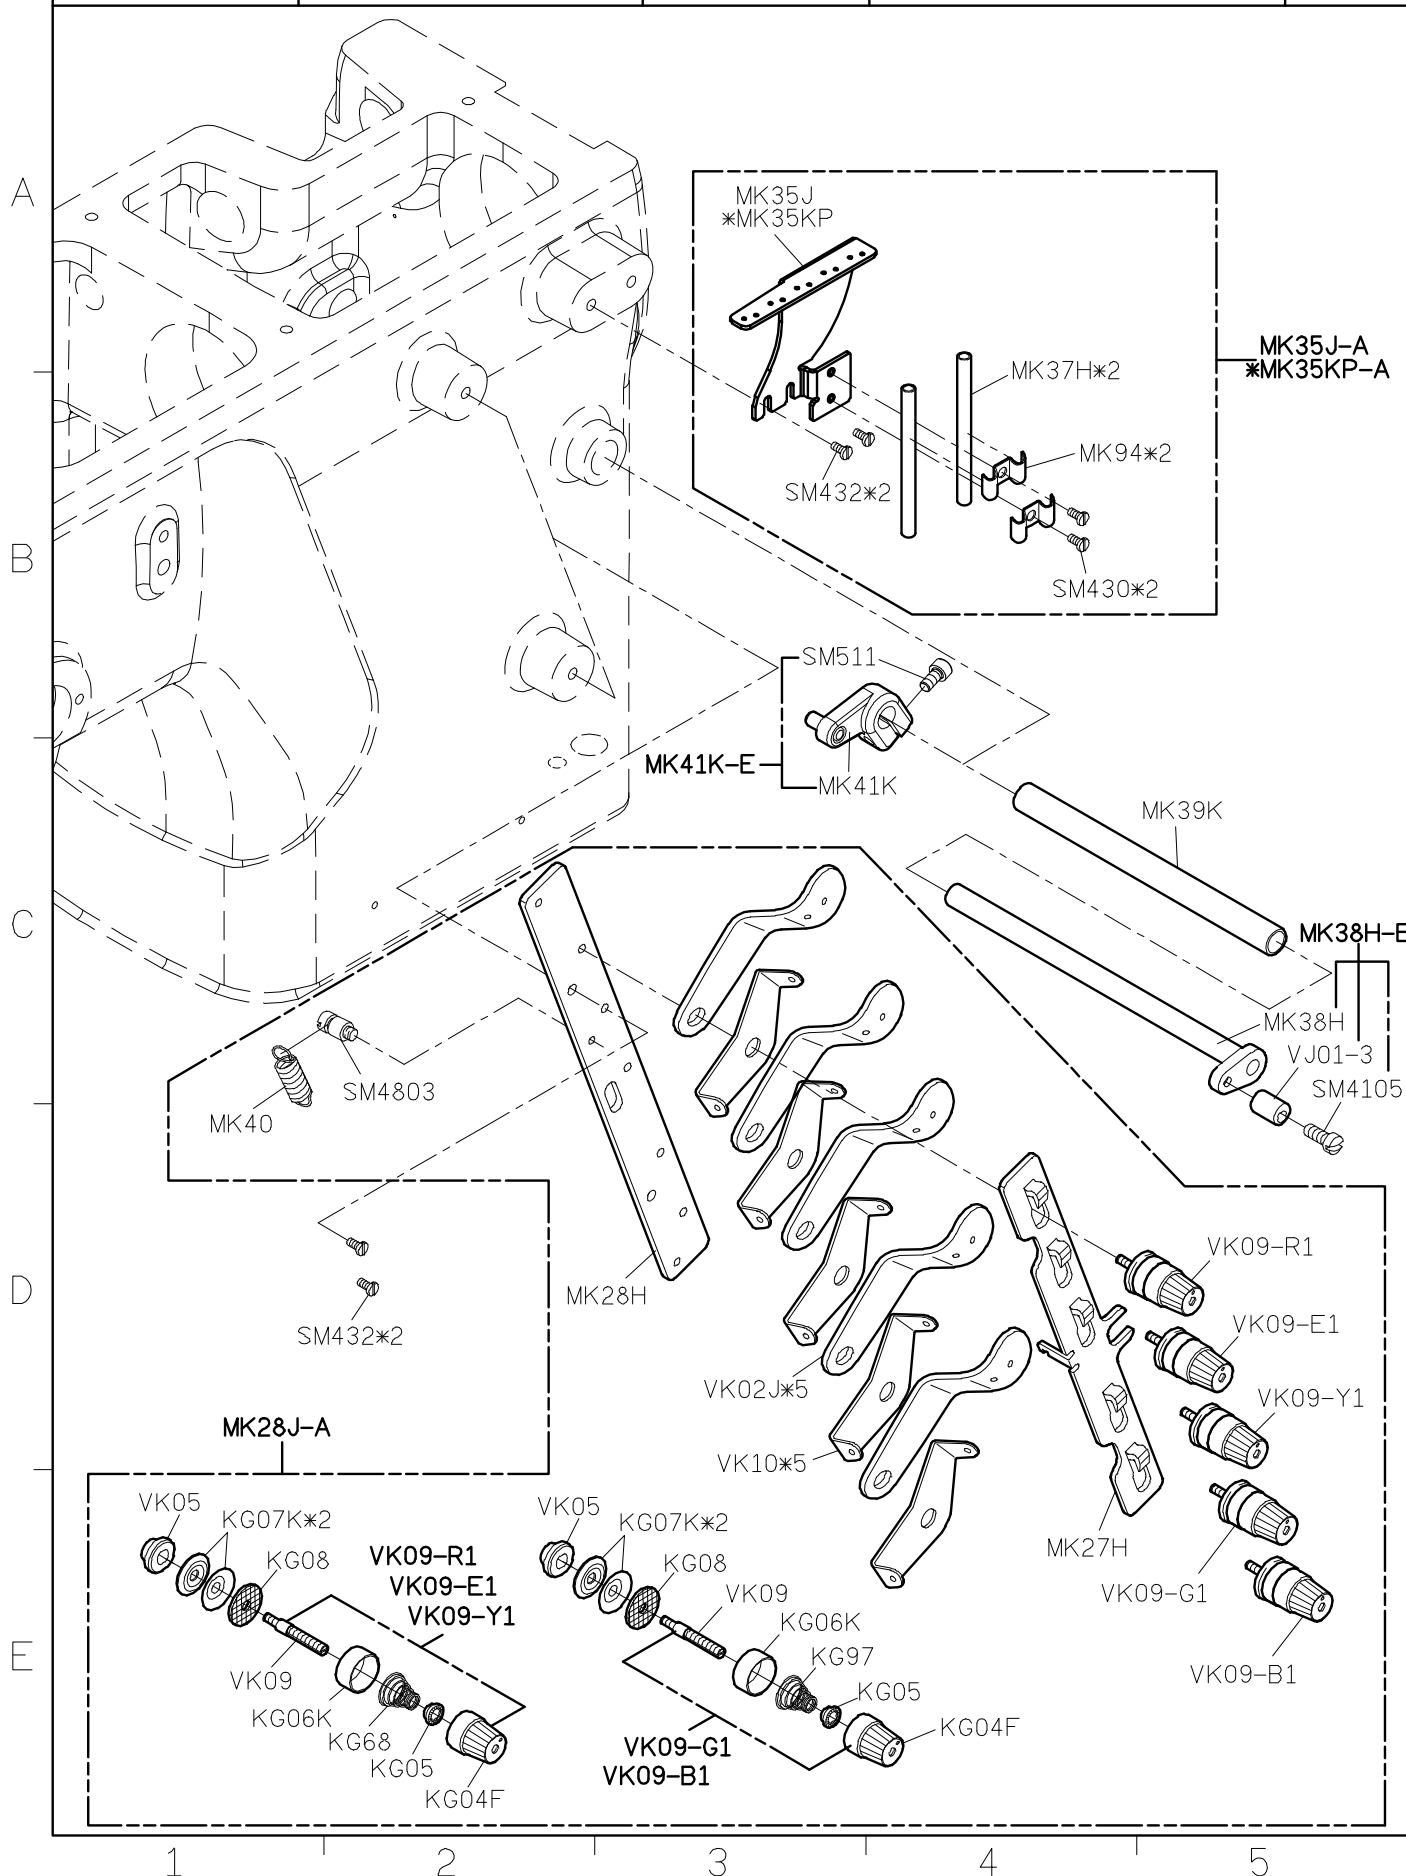 A
MK35J
*MK35KP
MK35J-A
*MK35KP-A
MK37H*2
MK94*2
SM432*2
B
SM430*2
SM511
MK41K-E
MK41K
MK39K
C
MK38H-E
MK38H
VJ01-3
SM4105
SM4803
MK40
D
VK09-R1
MK28H
VK09-E1
SM432*2
VK02J*5
VK09-Y1
MK28J-A
VK10*5
MK27H
VK09-G1
VK09-B1
VK05
KG07K*2
KG08
VK09-R1
VK09-E1
VK09-Y1
VK05
KG07K*2
KG08
VK09
E
VK09
KG06K
KG68
KG05
KG04F
KG06K
KG97
KG05
KG04F
VK09-G1
VK09-B1
1 2 3 4 5